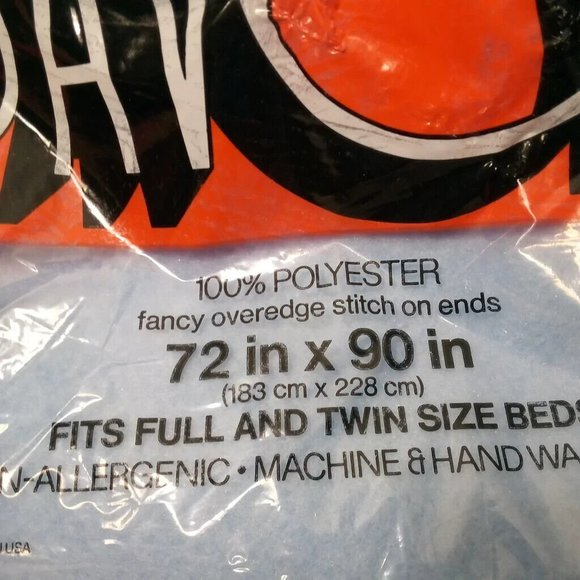 100% POLYESTER
fancy overedge stitch on ends
72 in x 90 in
(183 cm x 228 cm)
FITS FULL AND TWIN SIZE BEDS
N-ALLERGENIC • MACHINE & HAND WA
USA